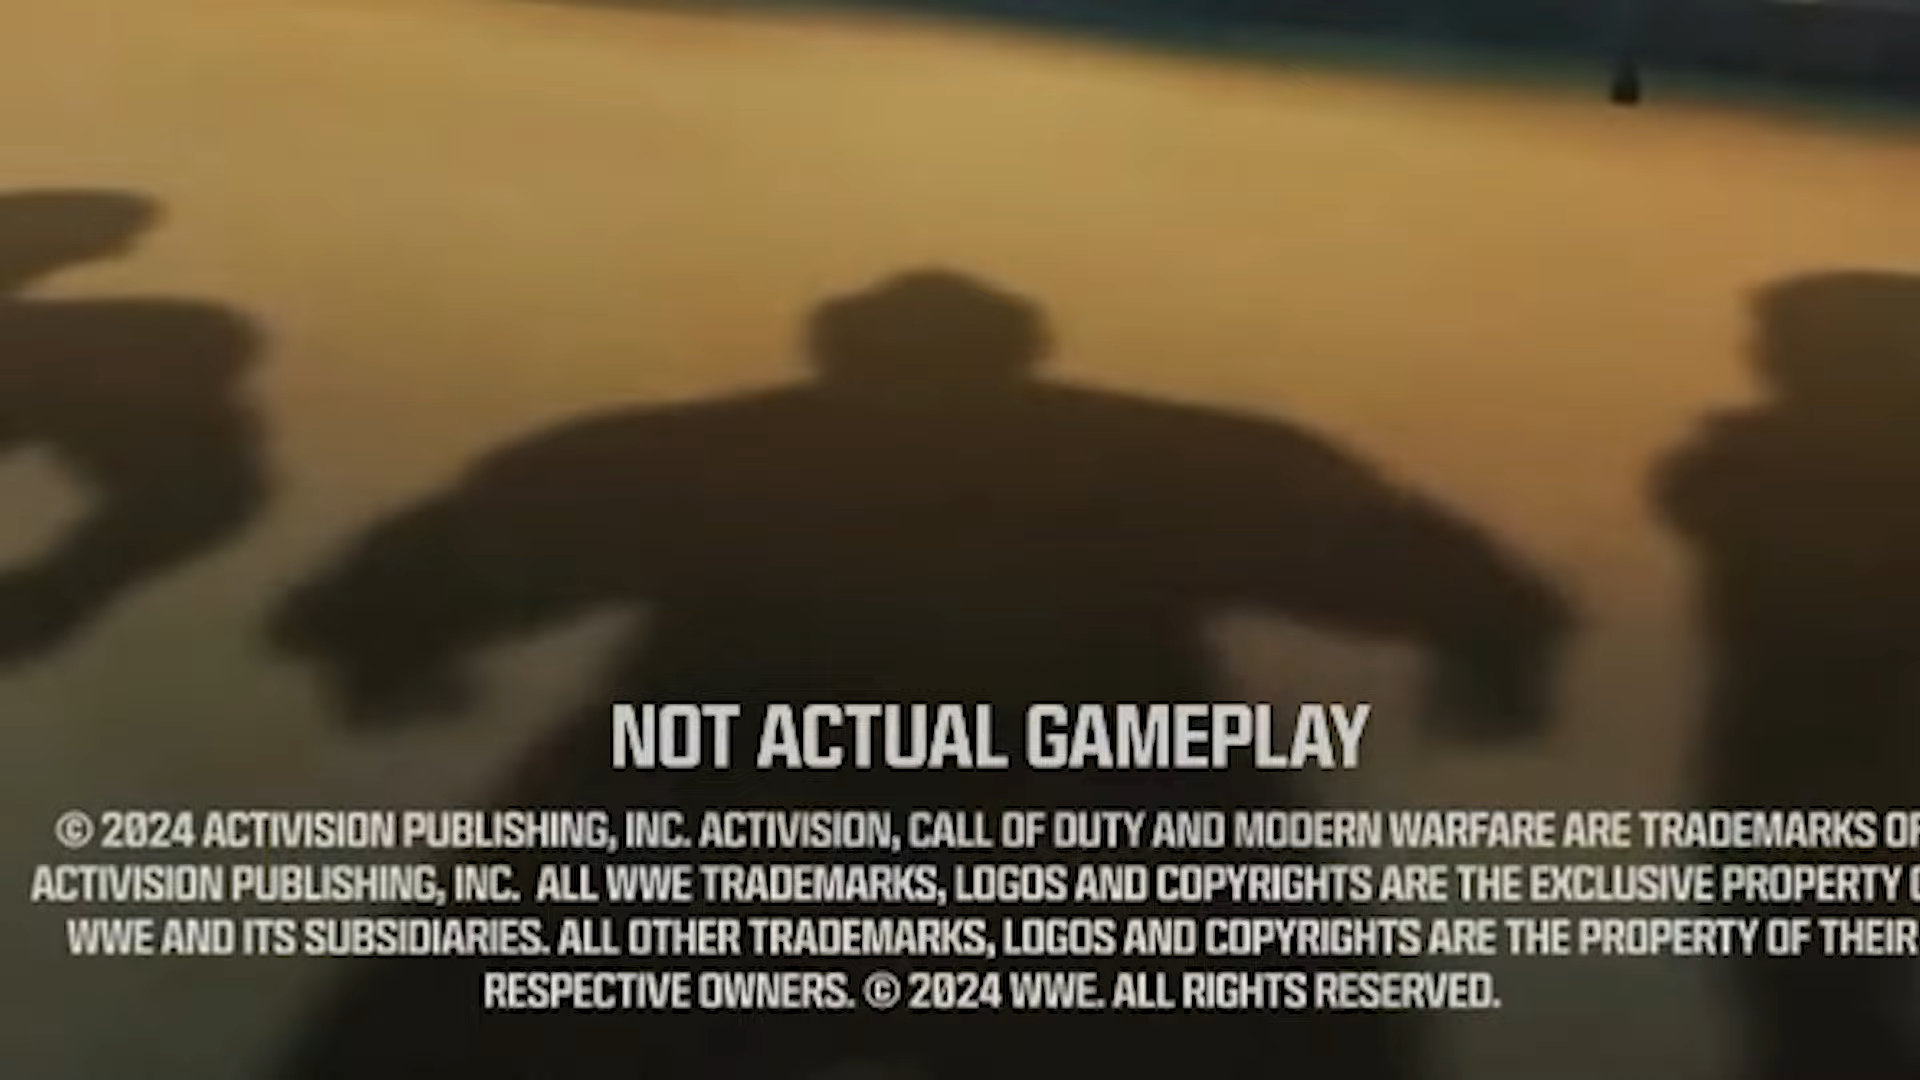 NOT ACTUAL GAMEPLAY
© 2024 ACTIVISION PUBLISHING, INC. ACTIVISION, CALL OF DUTY AND MODERN WARFARE ARE TRADEMARKS OF
ACTIVISION PUBLISHING, INC. ALL WWE TRADEMARKS, LOGOS AND COPYRIGHTS ARE THE EXCLUSIVE PROPERTY
WWE AND ITS SUBSIDIARIES. ALL OTHER TRADEMARKS, LOGOS AND COPYRIGHTS ARE THE PROPERTY OF THEIR
RESPECTIVE OWNERS. © 2024 WWE. ALL RIGHTS RESERVED.